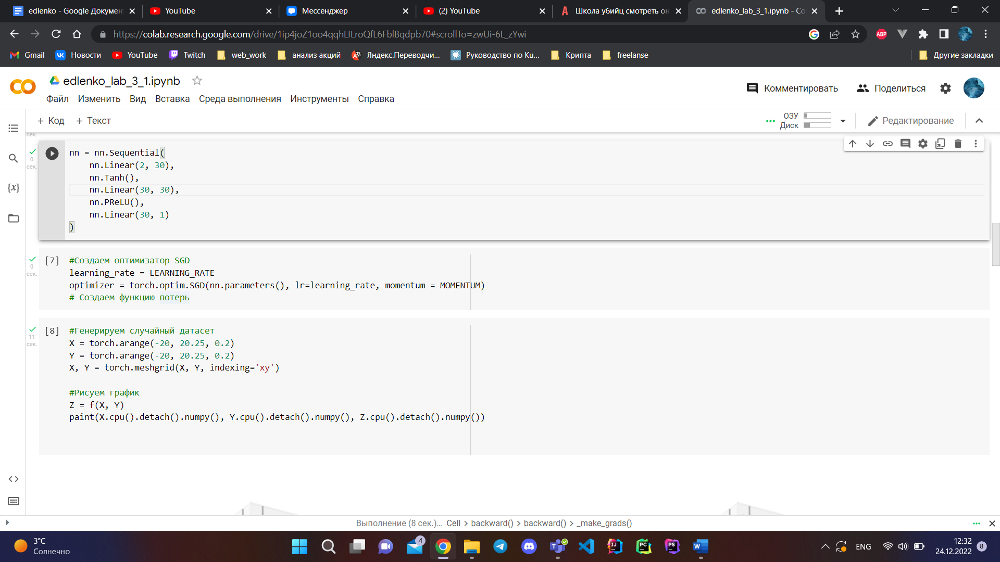 edlenko - Google Докумен
YouTube
Мессенджер
(2) YouTube
Школа убийц смотреть он
edlenko_lab_3_1.ipynb - Co
https://colab.research.google.com/drive/1ip4joZ1oo4qqhLILroQfL6FblBqdpb70#scrollTo=zwUi-6L_zYwi
ABP
Gmail
Новости
YouTube
Twitch
web_work
анализ акций
Яндекс.Переводчи...
Руководство по Ku...
Крипта
freelanse
Другие закладки
edlenko_lab_3_1.ipynb
Файл Изменить Вид Вставка Среда выполнения Инструменты Справка
Комментировать
Поделиться
+ Код + Текст
ОЗУ
Диск
Редактирование
сек.
0
сек.
nn = nn.Sequential(
nn.Linear(2, 30),
nn.Tanh(),
nn.Linear(30, 30),
nn.PReLU(),
nn.Linear(30, 1)
)
{x}
0
сек.
[7] #Создаем оптимизатор SGD
learning_rate = LEARNING_RATE
optimizer = torch.optim.SGD(nn.parameters(), lr=learning_rate, momentum = MOMENTUM)
# Создаем функцию потерь
11
сек.
[8] #Генерируем случайный датасет
X = torch.arange(-20, 20.25, 0.2)
Y = torch.arange(-20, 20.25, 0.2)
X, Y = torch.meshgrid(X, Y, indexing='xy')
#Рисуем график
Z = f(X, Y)
paint(X.cpu().detach().numpy(), Y.cpu().detach().numpy(), Z.cpu().detach().numpy())
Выполнение (8 сек.)... Cell > backward() > backward() > _make_grads()
3°C
Солнечно
4
ENG
12:32
24.12.2022
8